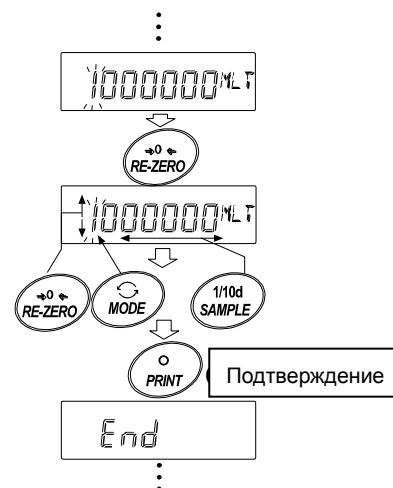 1000000MLT
→0←
RE-ZERO
1000000MLT
→0←
RE-ZERO
MODE
1/10d
SAMPLE
PRINT
Подтверждение
End